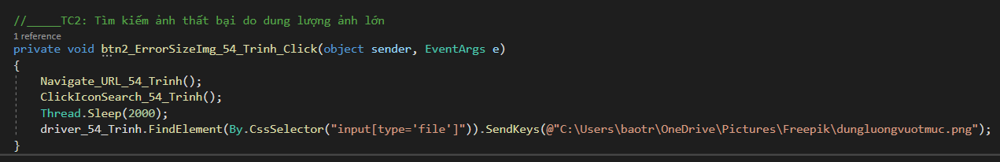 //_____TC2: Tìm kiếm ảnh thất bại do dung lượng ảnh lớn
1 reference
private void btn2_ErrorSizeImg_54_Trinh_Click(object sender, EventArgs e)
{
    Navigate_URL_54_Trinh();
    ClickIconSearch_54_Trinh();
    Thread.Sleep(2000);
    driver_54_Trinh.FindElement(By.CssSelector("input[type='file']")).SendKeys(@"C:\Users\baotr\OneDrive\Pictures\Freepik\dungluongvuotmuc.png");
}